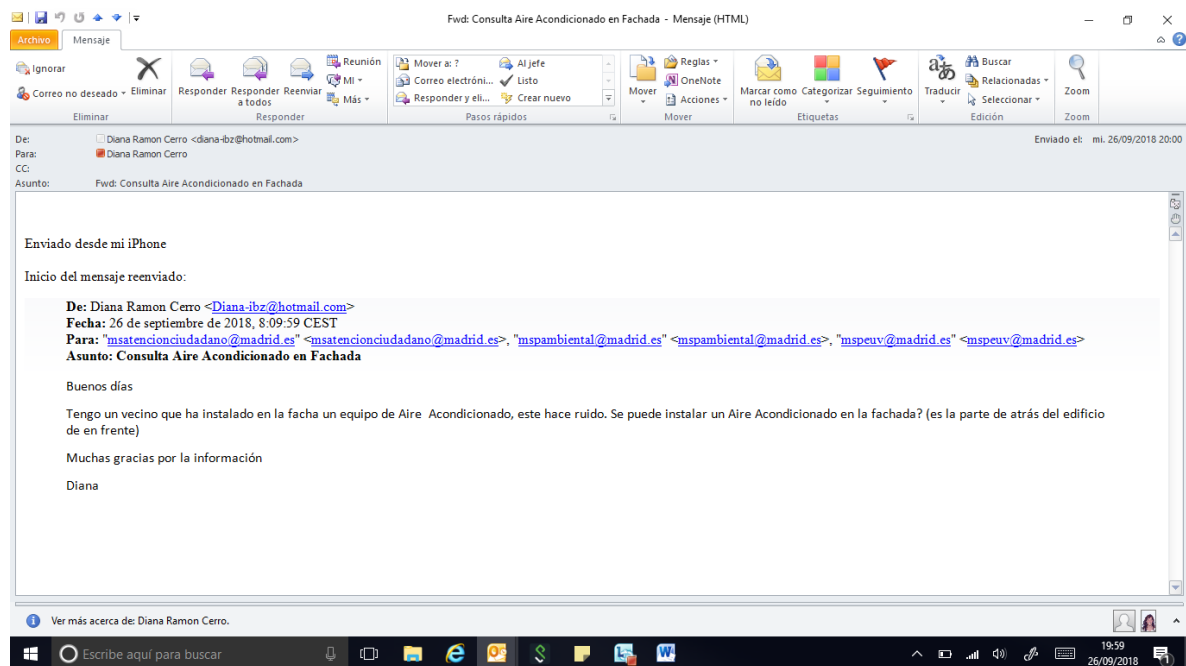 Fwd: Consulta Aire Acondicionado en Fachada - Mensaje (HTML)
Archivo Mensaje
Ignorar
Correo no deseado
Eliminar
Responder
Responder a todos
Reenviar
Reunión
MI
Más
Mover a: ?
Correo electróni...
Responder y eli...
Al jefe
Listo
Crear nuevo
Mover
Reglas
OneNote
Acciones
Marcar como no leído
Categorizar
Seguimiento
Traducir
Buscar
Relacionadas
Seleccionar
Zoom
Eliminar Responder Pasos rápidos Mover Etiquetas Edición Zoom
De: Diana Ramon Cerro <diana-ibz@hotmail.com> Enviado el: mi. 26/09/2018 20:00
Para: Diana Ramon Cerro
CC:
Asunto: Fwd: Consulta Aire Acondicionado en Fachada
Enviado desde mi iPhone
Inicio del mensaje reenviado:
De: Diana Ramon Cerro <Diana-ibz@hotmail.com>
Fecha: 26 de septiembre de 2018, 8:09:59 CEST
Para: "msatencionciudadano@madrid.es" <msatencionciudadano@madrid.es>, "mspambiental@madrid.es" <mspambiental@madrid.es>, "mspeuv@madrid.es" <mspeuv@madrid.es>
Asunto: Consulta Aire Acondicionado en Fachada
Buenos días
Tengo un vecino que ha instalado en la facha un equipo de Aire Acondicionado, este hace ruido. Se puede instalar un Aire Acondicionado en la fachada? (es la parte de atrás del edificio
de en frente)
Muchas gracias por la información
Diana
Ver más acerca de: Diana Ramon Cerro.
Escribe aquí para buscar
19:59
26/09/2018